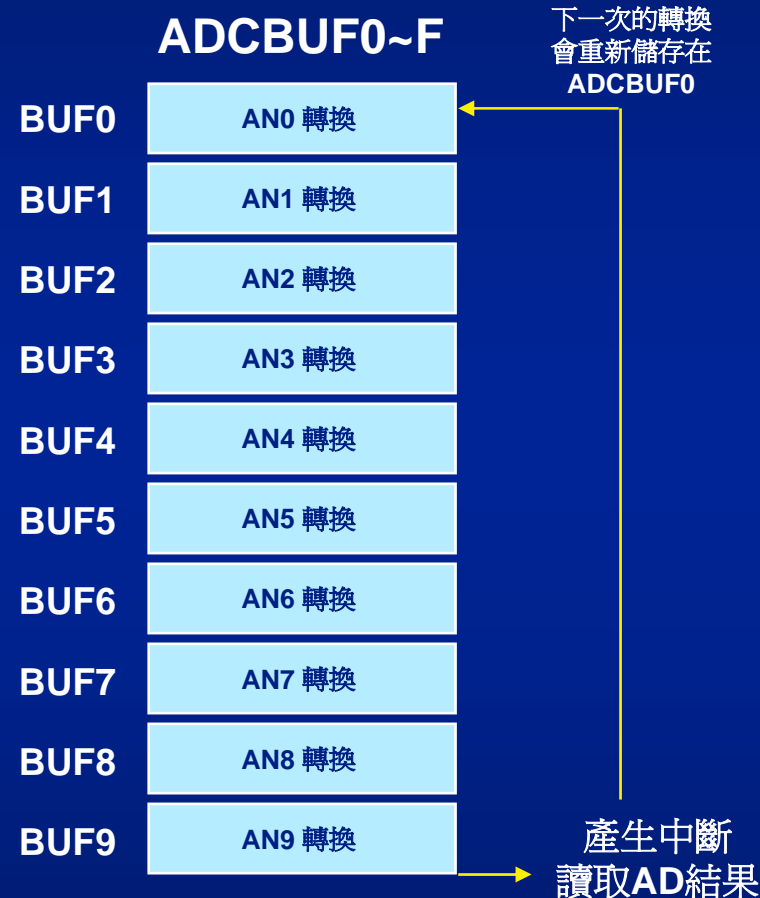 ADCBUF0~F
下一次的轉換
會重新儲存在
ADCBUF0
BUF0
AN0 轉換
BUF1
AN1 轉換
BUF2
AN2 轉換
BUF3
AN3 轉換
BUF4
AN4 轉換
BUF5
AN5 轉換
BUF6
AN6 轉換
BUF7
AN7 轉換
BUF8
AN8 轉換
BUF9
AN9 轉換
產生中斷
讀取AD結果